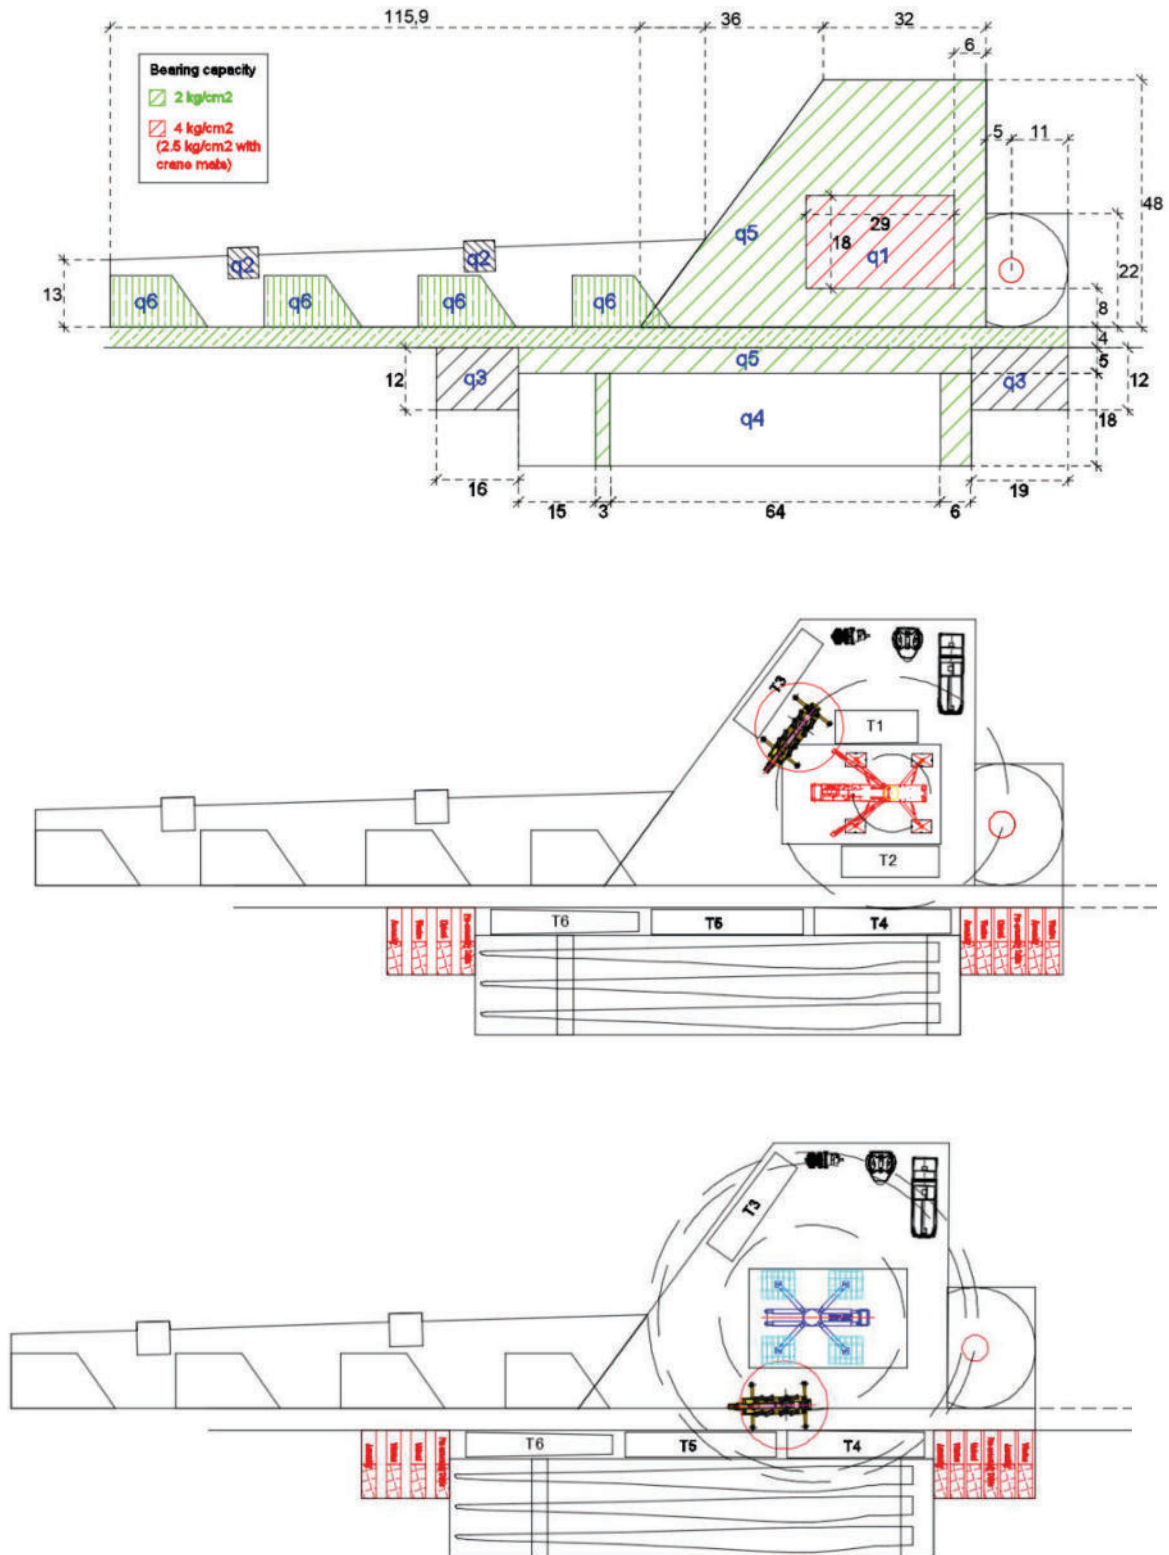 115,9
36
32
6
Bearing capacity
2 kg/cm2
4 kg/cm2
(2.5 kg/cm2 with
crane mats)
5
11
48
q5
29
18
q1
22
q2
q2
13
q6
q6
q6
q6
8
4
5
q5
12
q3
q3
12
q4
18
16
19
15
3
64
6
T3
T1
T2
T6
T5
T4
T3
T6
T5
T4